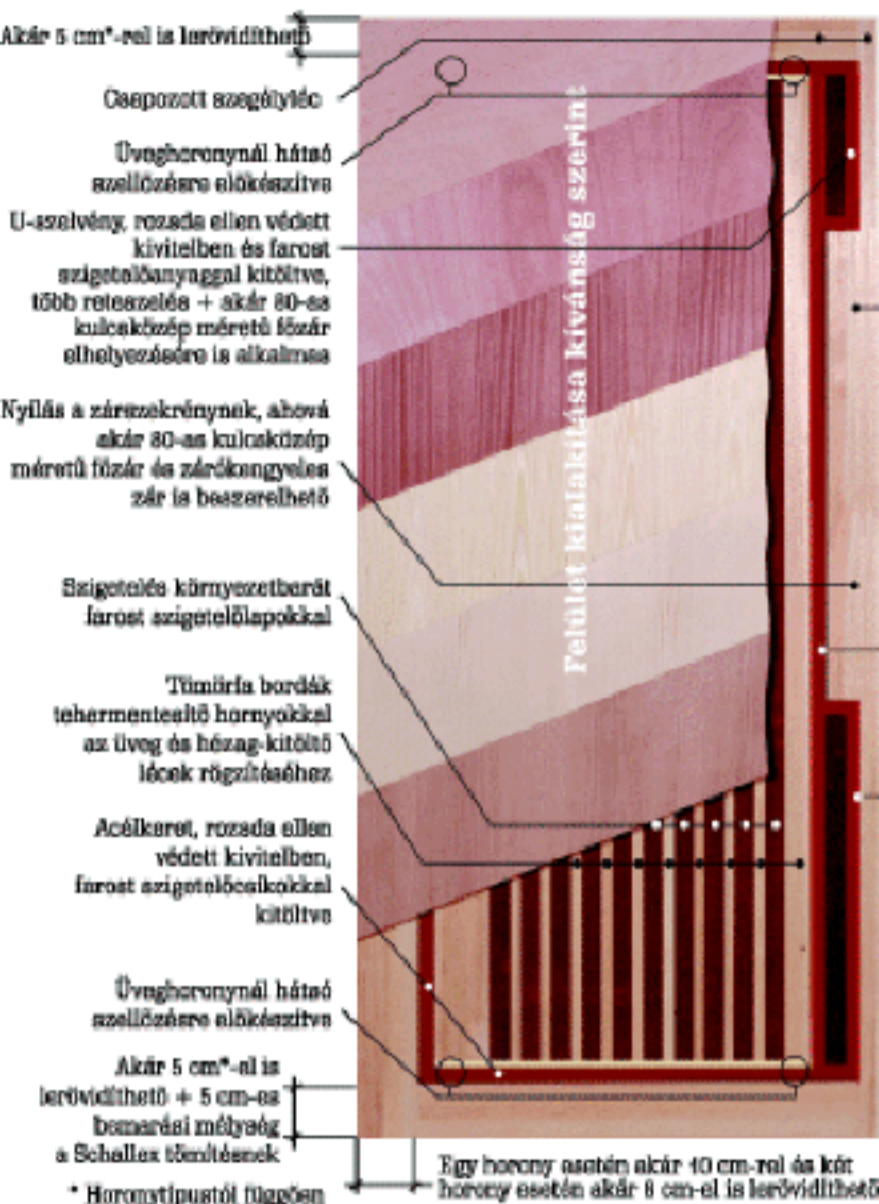 Akár 5 cm*-rel is lerövidíthető
Csapozott szegélyléc
Üveghoronynál hátsó
szellőzésre előkészítve
U-szelvény, rozsda ellen védett
kivitelben és farost
szigetelőanyaggal kitöltve,
több reteszelés + akár 80-as
kulcsközép méretű főzár
elhelyezésére is alkalmas
Nyílás a zárszekrénynek, ahová
akár 80-as kulcsközép
méretű főzár és zárókengyeles
zár is beszerelhető
Szigetelés környezetbarát
farost szigetelőlapokkal
Tömörfa bordák
tehermentesítő hornyokkal
az üveg és hézag-kitöltő
lécek rögzítéséhez
Acélkeret, rozsda ellen
védett kivitelben,
farost szigetelőcsíkokkal
kitöltve
Üveghoronynál hátsó
szellőzésre előkészítve
Akár 5 cm*-el is
lerövidíthető + 5 cm-es
bemarási mélység
a Schallex tömítésnek
* Horonytípustól függően
Felület kialakítása kívánság szerint
Egy horony esetén akár 10 cm-rel és két
horony esetén akár 8 cm-el is lerövidíthető